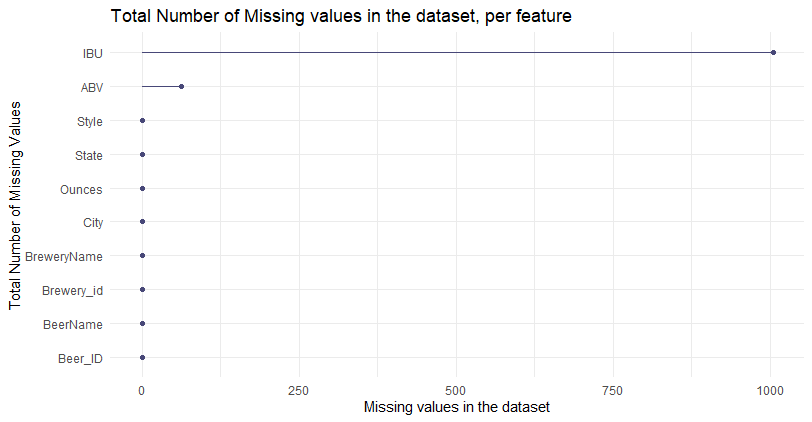 Total Number of Missing values in the dataset, per feature
Total Number of Missing Values
IBU
ABV
Style
State
Ounces
City
BreweryName
Brewery_id
BeerName
Beer_ID
0 250 500 750 1000
Missing values in the dataset